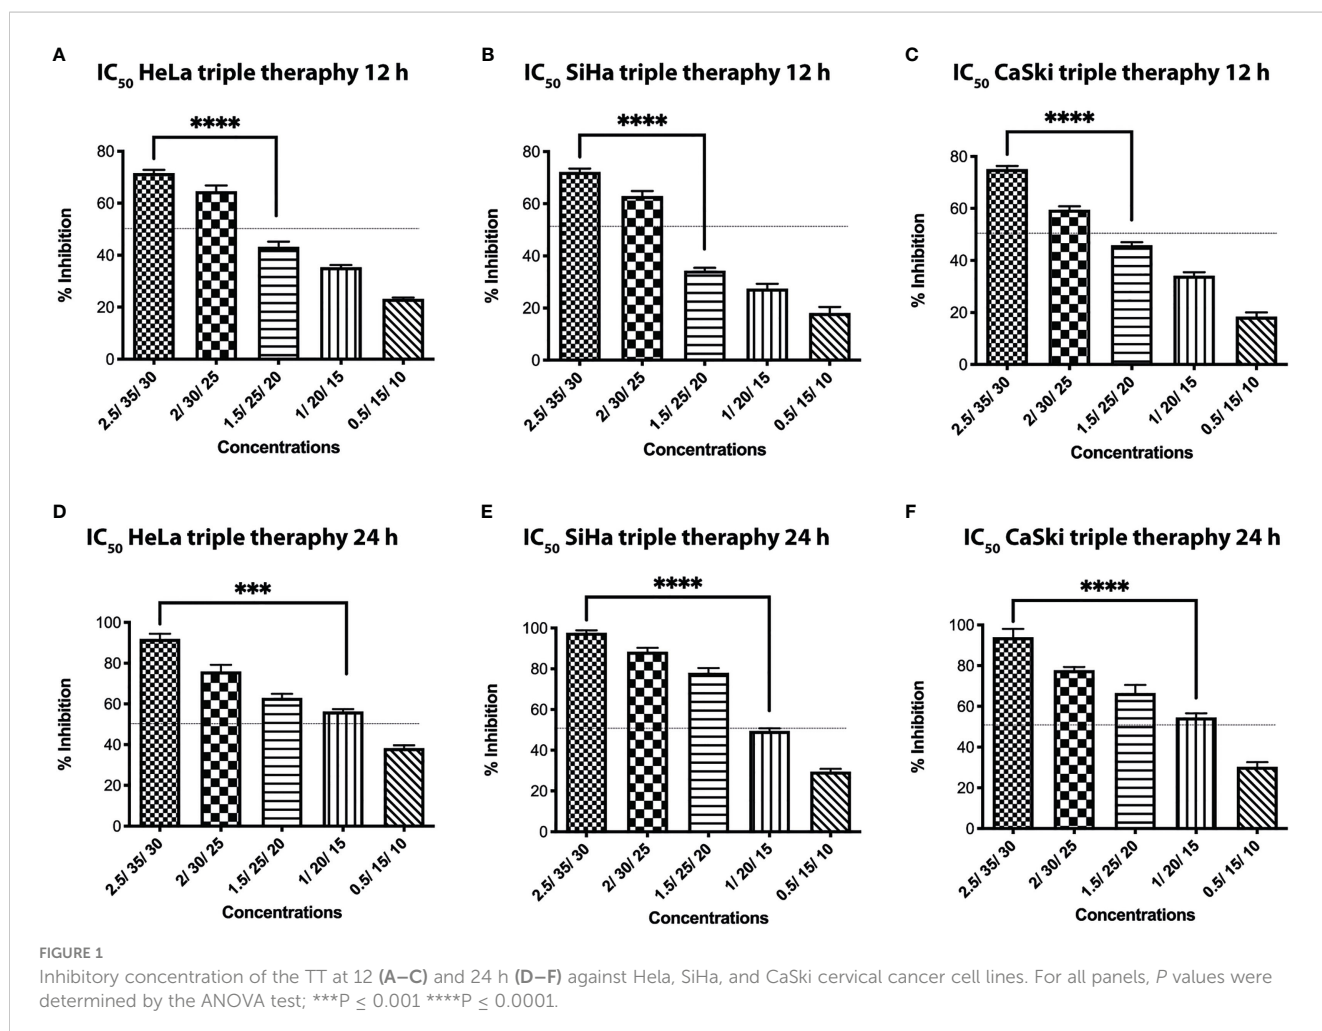 A
IC50 HeLa triple theraphy 12 h
****
% Inhibition
80
60
40
20
0
2.5/ 35/ 30
2/ 30/ 25
1.5/ 25/ 20
1/ 20/ 15
0.5/ 15/ 10
Concentrations
B
IC50 SiHa triple theraphy 12 h
****
% Inhibition
80
60
40
20
0
2.5/ 35/ 30
2/ 30/ 25
1.5/ 25/ 20
1/ 20/ 15
0.5/ 15/ 10
Concentrations
C
IC50 CaSki triple theraphy 12 h
****
% Inhibition
80
60
40
20
0
2.5/ 35/ 30
2/ 30/ 25
1.5/ 25/ 20
1/ 20/ 15
0.5/ 15/ 10
Concentrations
D
IC50 HeLa triple theraphy 24 h
***
% Inhibition
100
80
60
40
20
0
2.5/ 35/ 30
2/ 30/ 25
1.5/ 25/ 20
1/ 20/ 15
0.5/ 15/ 10
Concentrations
E
IC50 SiHa triple theraphy 24 h
****
% Inhibition
100
80
60
40
20
0
2.5/ 35/ 30
2/ 30/ 25
1.5/ 25/ 20
1/ 20/ 15
0.5/ 15/ 10
Concentrations
F
IC50 CaSki triple theraphy 24 h
****
% Inhibition
100
80
60
40
20
0
2.5/ 35/ 30
2/ 30/ 25
1.5/ 25/ 20
1/ 20/ 15
0.5/ 15/ 10
Concentrations
FIGURE 1
Inhibitory concentration of the TT at 12 (A–C) and 24 h (D–F) against Hela, SiHa, and CaSki cervical cancer cell lines. For all panels, P values were
determined by the ANOVA test; ***P ≤ 0.001 ****P ≤ 0.0001.